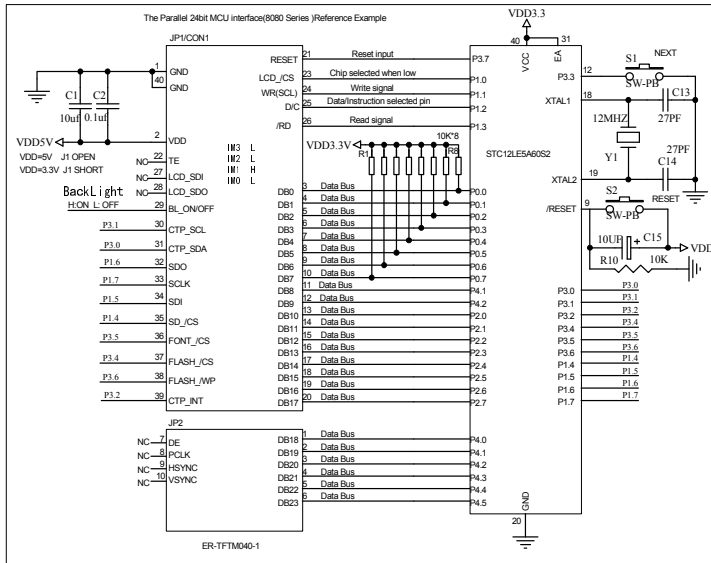 The Parallel 24bit MCU interface(8080 Series )Reference Example
JP1/CON1
1 GND
40 GND
C1 10uf
C2 0.1uf
VDD5V
2 VDD
VDD=5V J1 OPEN
VDD=3.3V J1 SHORT
NC 22 TE
NC 27 LCD_SDI
NC 28 LCD_SDO
BackLight
H:ON L: OFF
29 BL_ON/OFF
P3.1 30 CTP_SCL
P3.0 31 CTP_SDA
P1.6 32 SDO
P1.7 33 SCLK
P1.5 34 SDI
P1.4 35 SD_/CS
P3.5 36 FONT_/CS
P3.4 37 FLASH_/CS
P3.6 38 FLASH_/WP
P3.2 39 CTP_INT
IM3 L
IM2 L
IM1 H
IM0 L
RESET 21 Reset input P3.7
LCD_/CS 23 Chip selected when low P1.0
WR(SCL) 24 Write signal P1.1
D/C 25 Data/Instruction selected pin P1.2
/RD 26 Read signal P1.3
VDD3.3V R1 10K*8 R8
DB0 3 Data Bus P0.0
DB1 4 Data Bus P0.1
DB2 5 Data Bus P0.2
DB3 6 Data Bus P0.3
DB4 7 Data Bus P0.4
DB5 8 Data Bus P0.5
DB6 9 Data Bus P0.6
DB7 10 Data Bus P0.7
DB8 11 Data Bus P4.1
DB9 12 Data Bus P4.2
DB10 13 Data Bus P2.0
DB11 14 Data Bus P2.1
DB12 15 Data Bus P2.2
DB13 16 Data Bus P2.3
DB14 17 Data Bus P2.4
DB15 18 Data Bus P2.5
DB16 19 Data Bus P2.6
DB17 20 Data Bus P2.7
JP2
NC 7 DE
NC 8 PCLK
NC 9 HSYNC
NC 10 VSYNC
DB18 1 Data Bus P4.0
DB19 2 Data Bus P4.1
DB20 3 Data Bus P4.2
DB21 4 Data Bus P4.3
DB22 5 Data Bus P4.4
DB23 6 Data Bus P4.5
ER-TFTM040-1
VDD3.3
40 VCC
31 EA
STC12LE5A60S2
P3.3 12
S1 NEXT
SW-PB
XTAL1 18
C13
27PF
12MHZ
Y1
27PF
C14
XTAL2 19
RESET
S2
SW-PB
/RESET 9
10UF + C15
VDD
R10 10K
P3.0 P3.0
P3.1 P3.1
P3.2 P3.2
P3.4 P3.4
P3.5 P3.5
P3.6 P3.6
P1.4 P1.4
P1.5 P1.5
P1.6 P1.6
P1.7 P1.7
GND
20